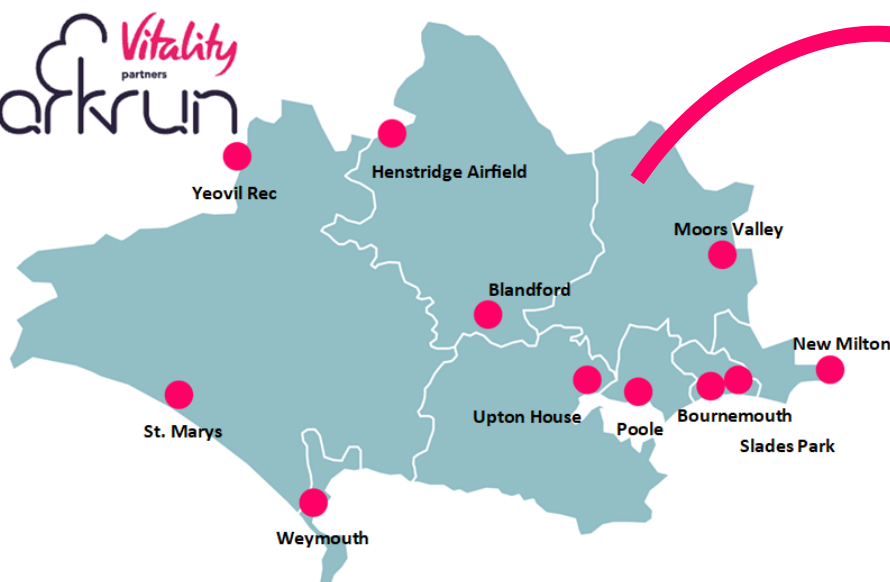 Vitality
partners
arkrun
Henstridge Airfield
Yeovil Rec
Moors Valley
Blandford
New Milton
Upton House
Bournemouth
Poole
St. Marys
Slades Park
Weymouth